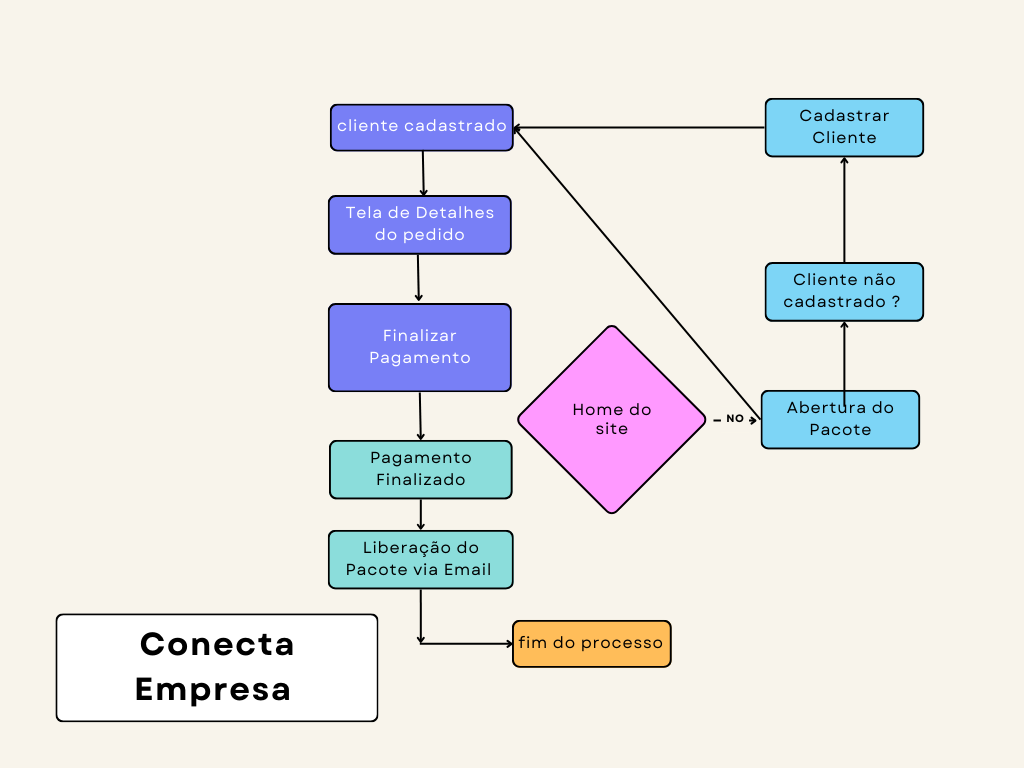 cliente cadastrado
Tela de Detalhes
do pedido
Finalizar
Pagamento
Pagamento
Finalizado
Liberação do
Pacote via Email
fim do processo
Home do
site
NO
Abertura do
Pacote
Cliente não
cadastrado ?
Cadastrar
Cliente
Conecta
Empresa